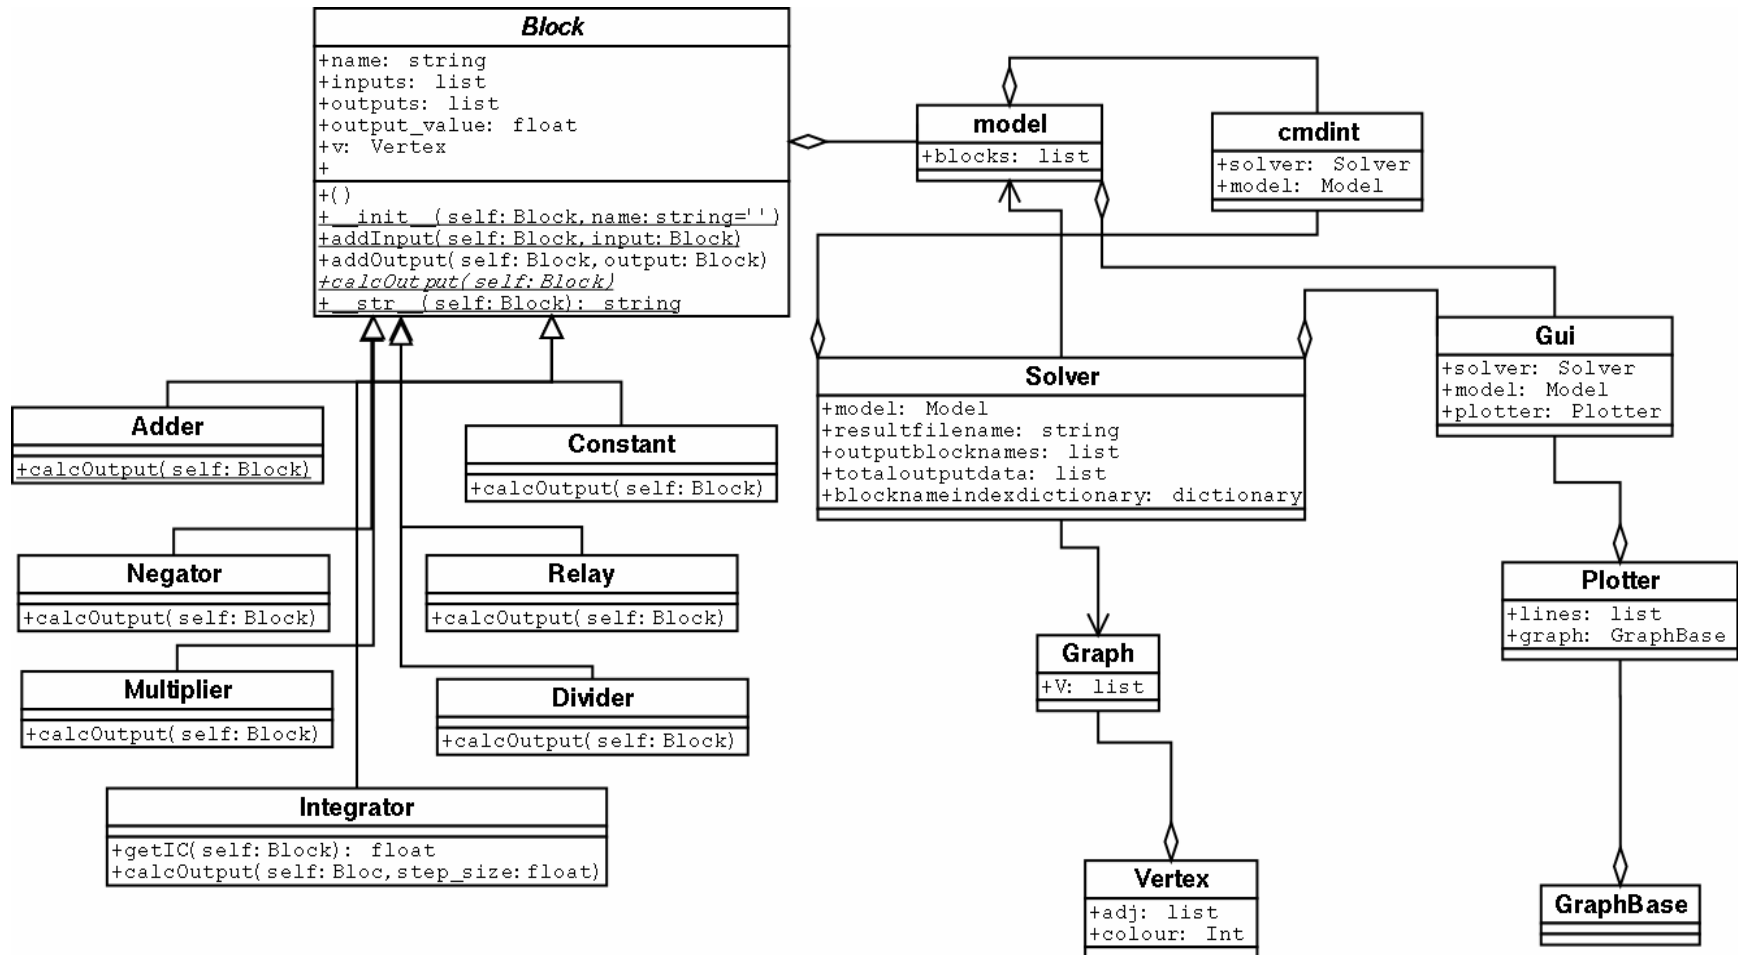 Block
+name: string
+inputs: list
+outputs: list
+output_value: float
+v: Vertex
+
+()
+__init__(self:Block,name:string='')
+addInput(self:Block,input:Block)
+addOutput(self:Block,output:Block)
+calcOutput(self:Block)
+__str__(self:Block): string
model
+blocks: list
cmdint
+solver: Solver
+model: Model
Gui
+solver: Solver
+model: Model
+plotter: Plotter
Solver
+model: Model
+resultfilename: string
+outputblocknames: list
+totaloutputdata: list
+blocknameindexdictionary: dictionary
Adder
+calcOutput(self:Block)
Constant
+calcOutput(self:Block)
Negator
+calcOutput(self:Block)
Relay
+calcOutput(self:Block)
Multiplier
+calcOutput(self:Block)
Divider
+calcOutput(self:Block)
Integrator
+getIC(self:Block): float
+calcOutput(self:Bloc,step_size:float)
Graph
+V: list
Plotter
+lines: list
+graph: GraphBase
Vertex
+adj: list
+colour: Int
GraphBase